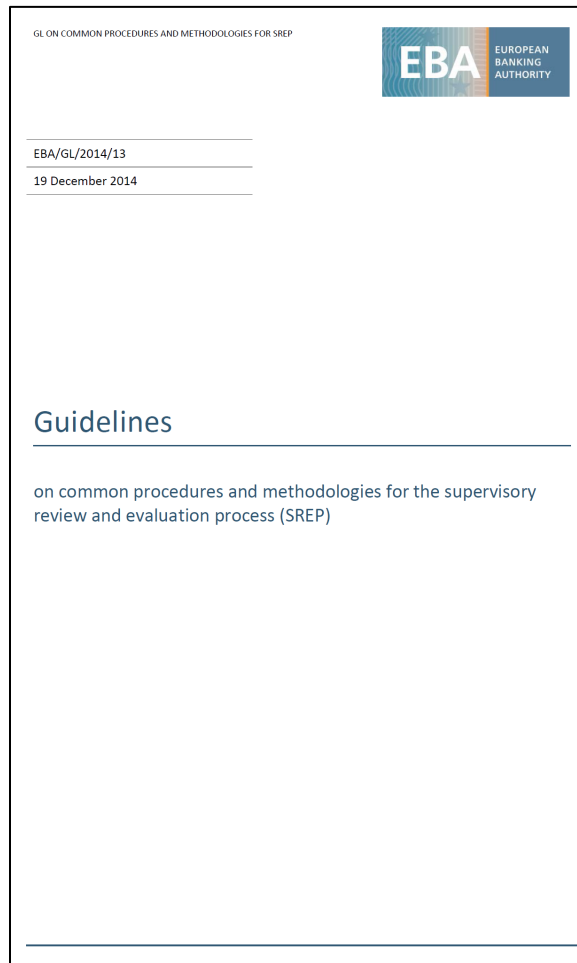 GL ON COMMON PROCEDURES AND METHODOLOGIES FOR SREP
EBA
EUROPEAN
BANKING
AUTHORITY
EBA/GL/2014/13
19 December 2014
Guidelines
on common procedures and methodologies for the supervisory
review and evaluation process (SREP)